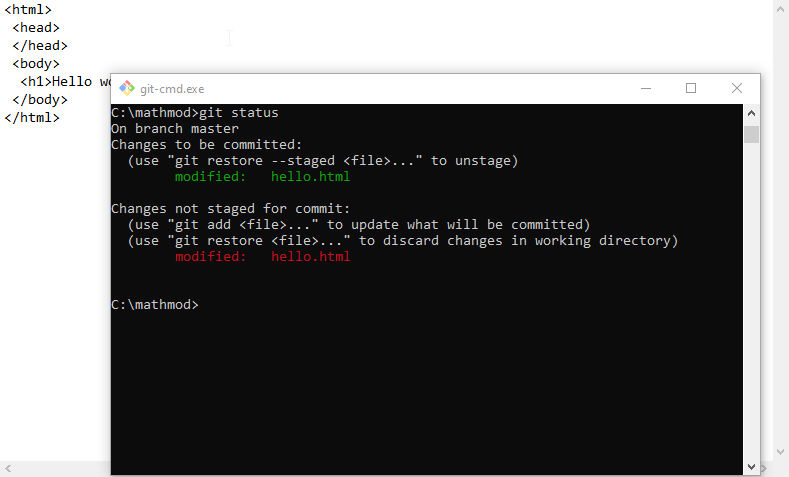 <html>
<head>
</head>
<body>
<h1>Hello
</body>
</html>
git-cmd.exe
C:\mathmod>git status
On branch master
Changes to be committed:
(use "git restore --staged <file>..." to unstage)
modified: hello.html
Changes not staged for commit:
(use "git add <file>..." to update what will be committed)
(use "git restore <file>..." to discard changes in working directory)
modified: hello.html
C:\mathmod>